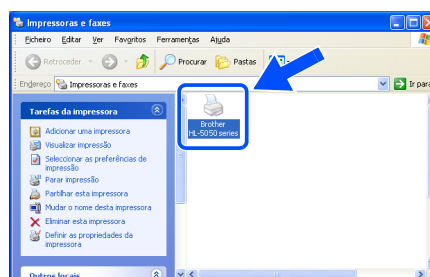 Impressoras e faxes
Ficheiro Editar Ver Favoritos Ferramentas Ajuda
Retroceder Procurar Pastas
Endereço Impressoras e faxes Ir para
Tarefas da impressora
Adicionar uma impressora
Visualizar impressão
Seleccionar as preferências de
impressão
Parar impressão
Partilhar esta impressora
Mudar o nome desta impressora
Eliminar esta impressora
Definir as propriedades da
impressora
Outros locais
Brother
HL-5050 series